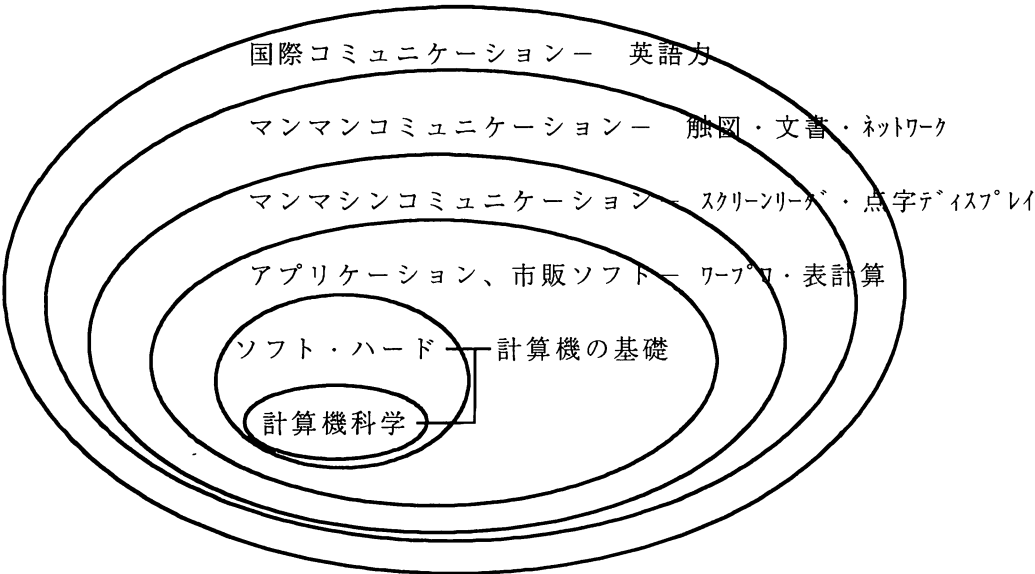 国際コミュニケーション－　英語力
マンマンコミュニケーション－　触図・文書・ﾈｯﾄﾜｰｸ
マンマシンコミュニケーション－ ｽｸﾘｰﾝﾘｰﾀﾞ・点字ﾃﾞｨｽﾌﾟﾚｲ
アプリケーション、市販ソフト－ ﾜｰﾌﾟﾛ・表計算
ソフト・ハード　計算機の基礎
計算機科学